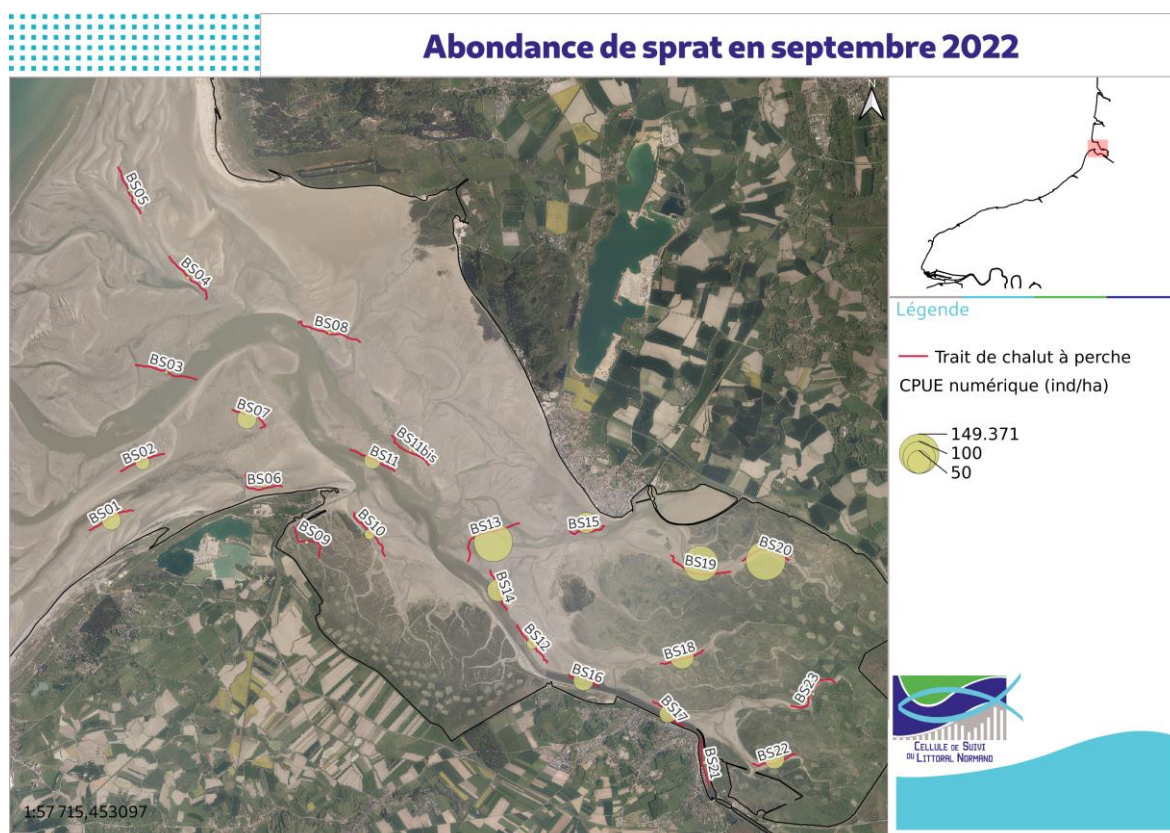 Abondance de sprat en septembre 2022
N
BS05
BS04
BS08
BS03
BS07
BS11bis
BS02
BS11
BS06
BS01
BS10
BS09
BS13
BS15
BS19
BS20
BS14
BS12
BS18
BS16
BS17
BS23
BS22
BS21
1:57 715,453097
Légende
Trait de chalut à perche
CPUE numérique (ind/ha)
149.371
100
50
CELLULE DE SUIVI
DU LITTORAL NORMAND